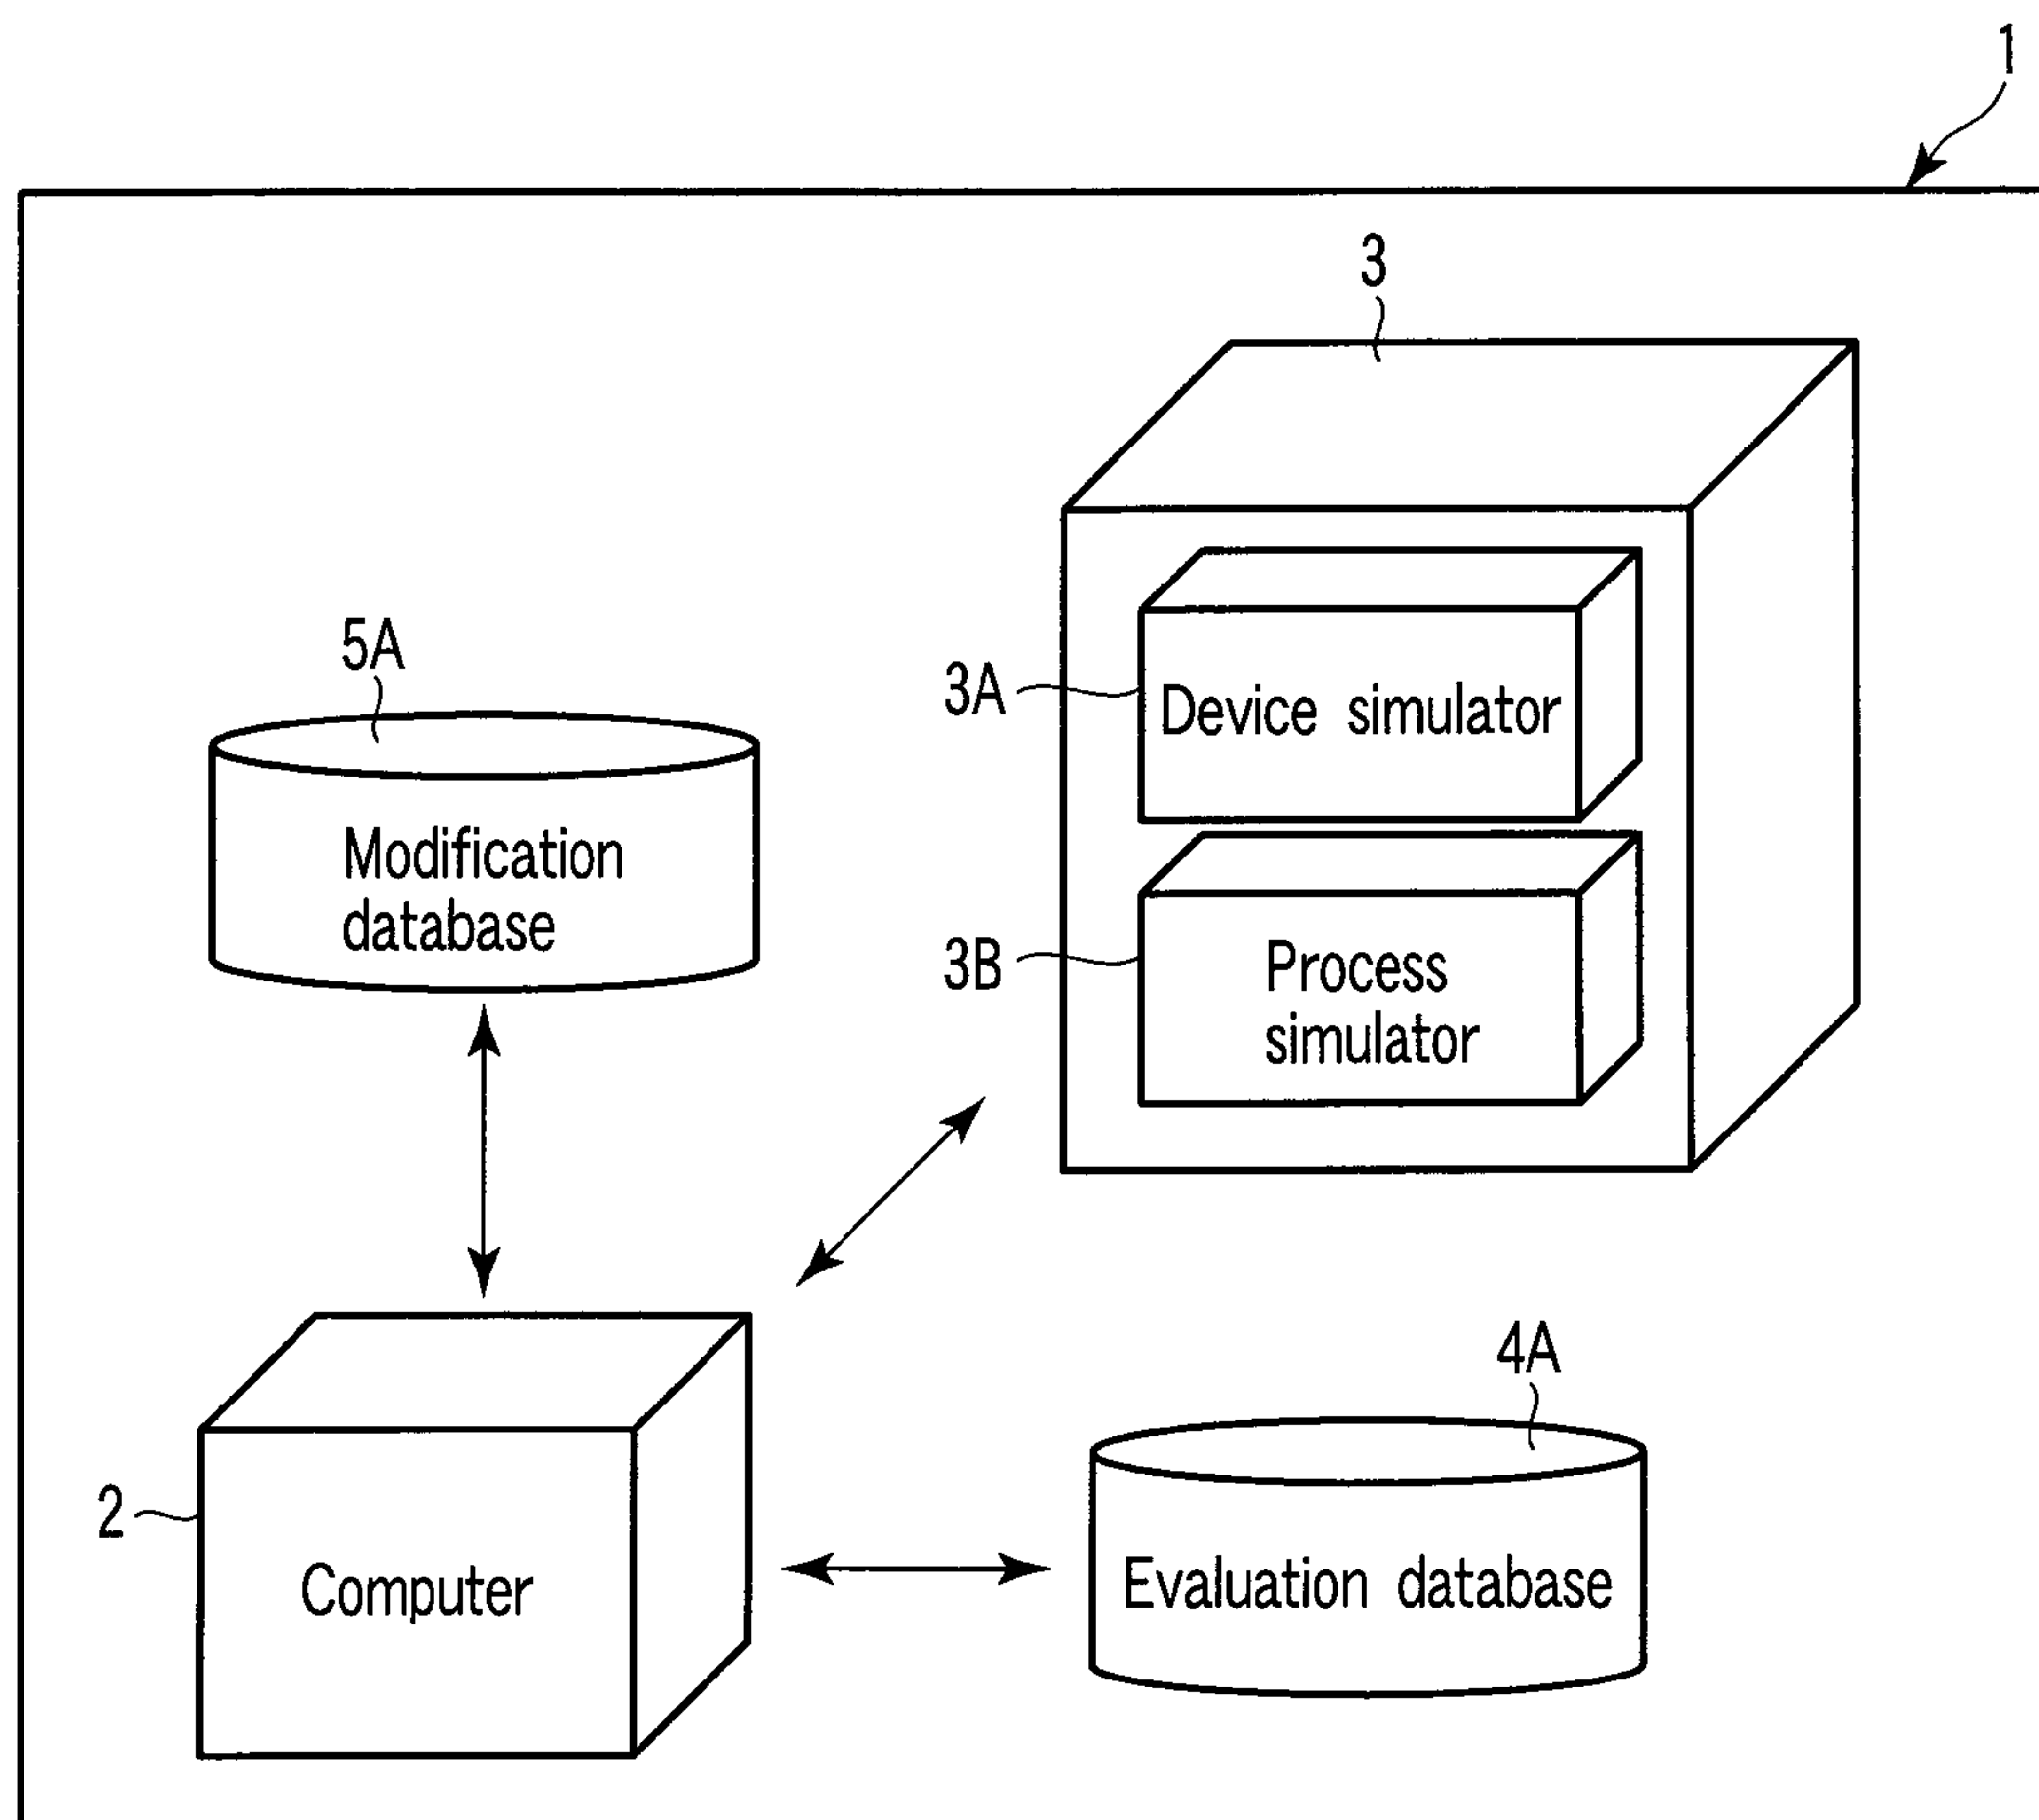 1
3
5A
3A
Device simulator
Modification
database
3B
Process
simulator
4A
2
Computer
Evaluation database